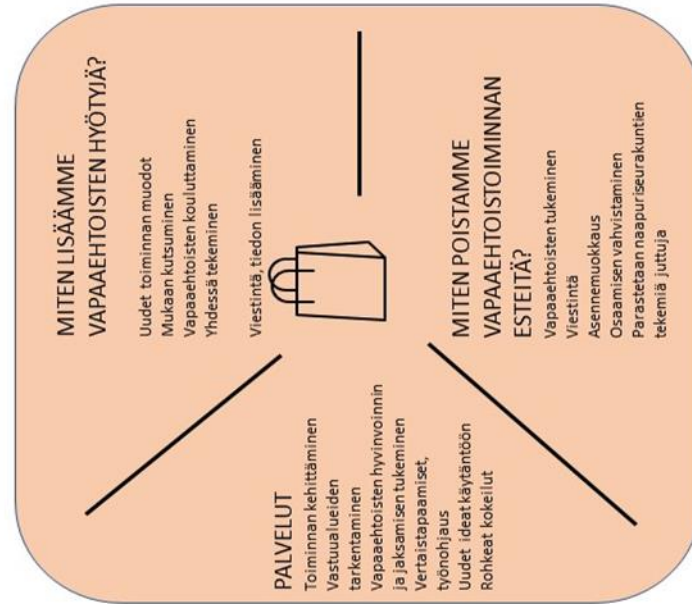 MITEN LISÄÄMME
VAPAAEHTOISTEN HYÖTYJÄ?
Uudet toiminnan muodot
Mukaan kutsuminen
Vapaaehtoisten kouluttaminen
Yhdessä tekeminen
Viestintä, tiedon lisääminen
PALVELUT
Toiminnan kehittäminen
Vastuualueiden
tarkentaminen
Vapaaehtoisten hyvinvoinnin
ja jaksamisen tukeminen
Vertaistapaamiset,
työnohjaus
Uudet ideat käytäntöön
Rohkeat kokeilut
MITEN POISTAMME
VAPAAEHTOISTOIMINNAN
ESTEITÄ?
Vapaaehtoisten tukeminen
Viestintä
Asennemuokkaus
Osaamisen vahvistaminen
Parastetaan naapuriseurakuntien
tekemiä juttuja